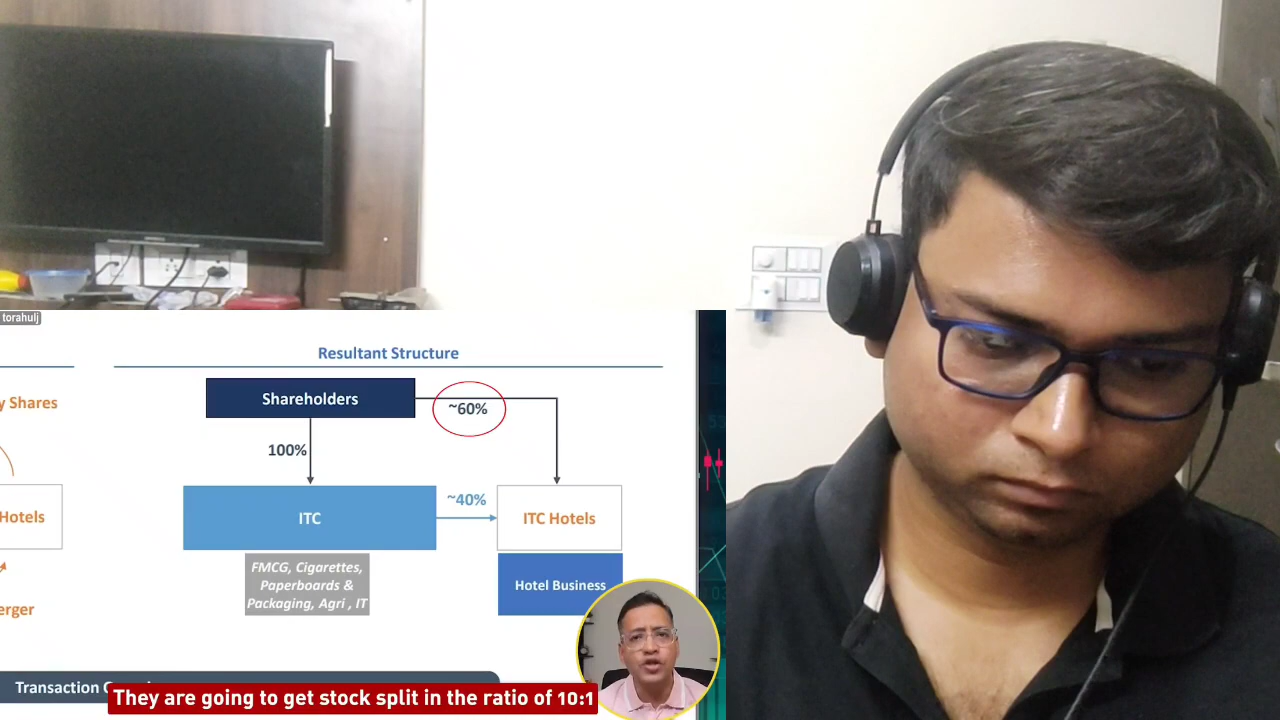 torahulj
Resultant Structure
y Shares
Shareholders
~60%
100%
Hotels
ITC
~40%
ITC Hotels
FMCG, Cigarettes,
Paperboards &
Packaging, Agri , IT
Hotel Business
erger
Transaction
They are going to get stock split in the ratio of 10:1